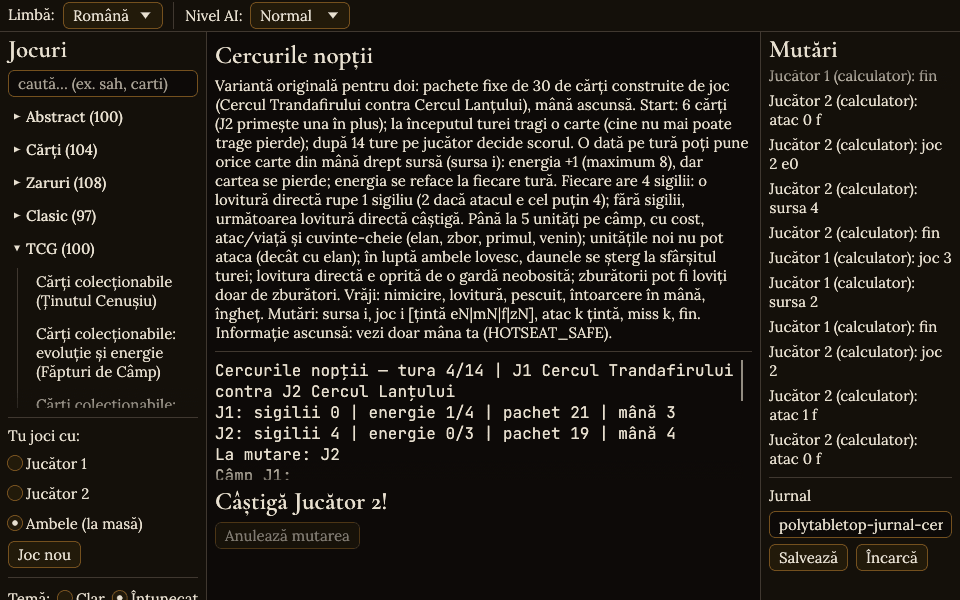 Limbă: Română Nivel AI: Normal
Jocuri
caută... (ex. sah, carti)
Abstract (100)
Cărți (104)
Zaruri (108)
Clasic (97)
TCG (100)
Cărți colecționabile
(Ținutul Cenușiu)
Cărți colecționabile:
evoluție și energie
(Făpturi de Câmp)
Cărți colecționabile:
Tu joci cu:
Jucător 1
Jucător 2
Ambele (la masă)
Joc nou
Temă: Clar Întunecat
Cercurile nopții
Variantă originală pentru doi: pachete fixe de 30 de cărți construite de joc
(Cercul Trandafirului contra Cercul Lanțului), mână ascunsă. Start: 6 cărți
(J2 primește una în plus); la începutul turei tragi o carte (cine nu mai poate
trage pierde); după 14 ture pe jucător decide scorul. O dată pe tură poți pune
orice carte din mână drept sursă (sursa i): energia +1 (maximum 8), dar
cartea se pierde; energia se reface la fiecare tură. Fiecare are 4 sigilii: o
lovitură directă rupe 1 sigiliu (2 dacă atacul e cel puțin 4); fără sigilii,
următoarea lovitură directă câștigă. Până la 5 unități pe câmp, cu cost,
atac/viață și cuvinte-cheie (elan, zbor, primul, venin); unitățile noi nu pot
ataca (decât cu elan); în luptă ambele lovesc, daunele se șterg la sfârșitul
turei; lovitura directă e oprită de o gardă neobosită; zburătorii pot fi loviți
doar de zburători. Vrăji: nimicire, lovitură, pescuit, întoarcere în mână,
îngheț. Mutări: sursa i, joc i [țintă eN|mN|f|zN], atac k țintă, miss k, fin.
Informație ascunsă: vezi doar mâna ta (HOTSEAT_SAFE).
Cercurile nopții — tura 4/14 | J1 Cercul Trandafirului
contra J2 Cercul Lanțului
J1: sigilii 0 | energie 1/4 | pachet 21 | mână 3
J2: sigilii 4 | energie 0/3 | pachet 19 | mână 4
La mutare: J2
Câmp J1:
Câștigă Jucător 2!
Anulează mutarea
Mutări
Jucător 1 (calculator): fin
Jucător 2 (calculator):
atac 0 f
Jucător 2 (calculator): joc
2 e0
Jucător 2 (calculator):
sursa 4
Jucător 2 (calculator): fin
Jucător 1 (calculator): joc 3
Jucător 1 (calculator):
sursa 2
Jucător 1 (calculator): fin
Jucător 2 (calculator): joc
2
Jucător 2 (calculator):
atac 1 f
Jucător 2 (calculator):
atac 0 f
Jurnal
polytabletop-jurnal-cer
Salvează Încarcă